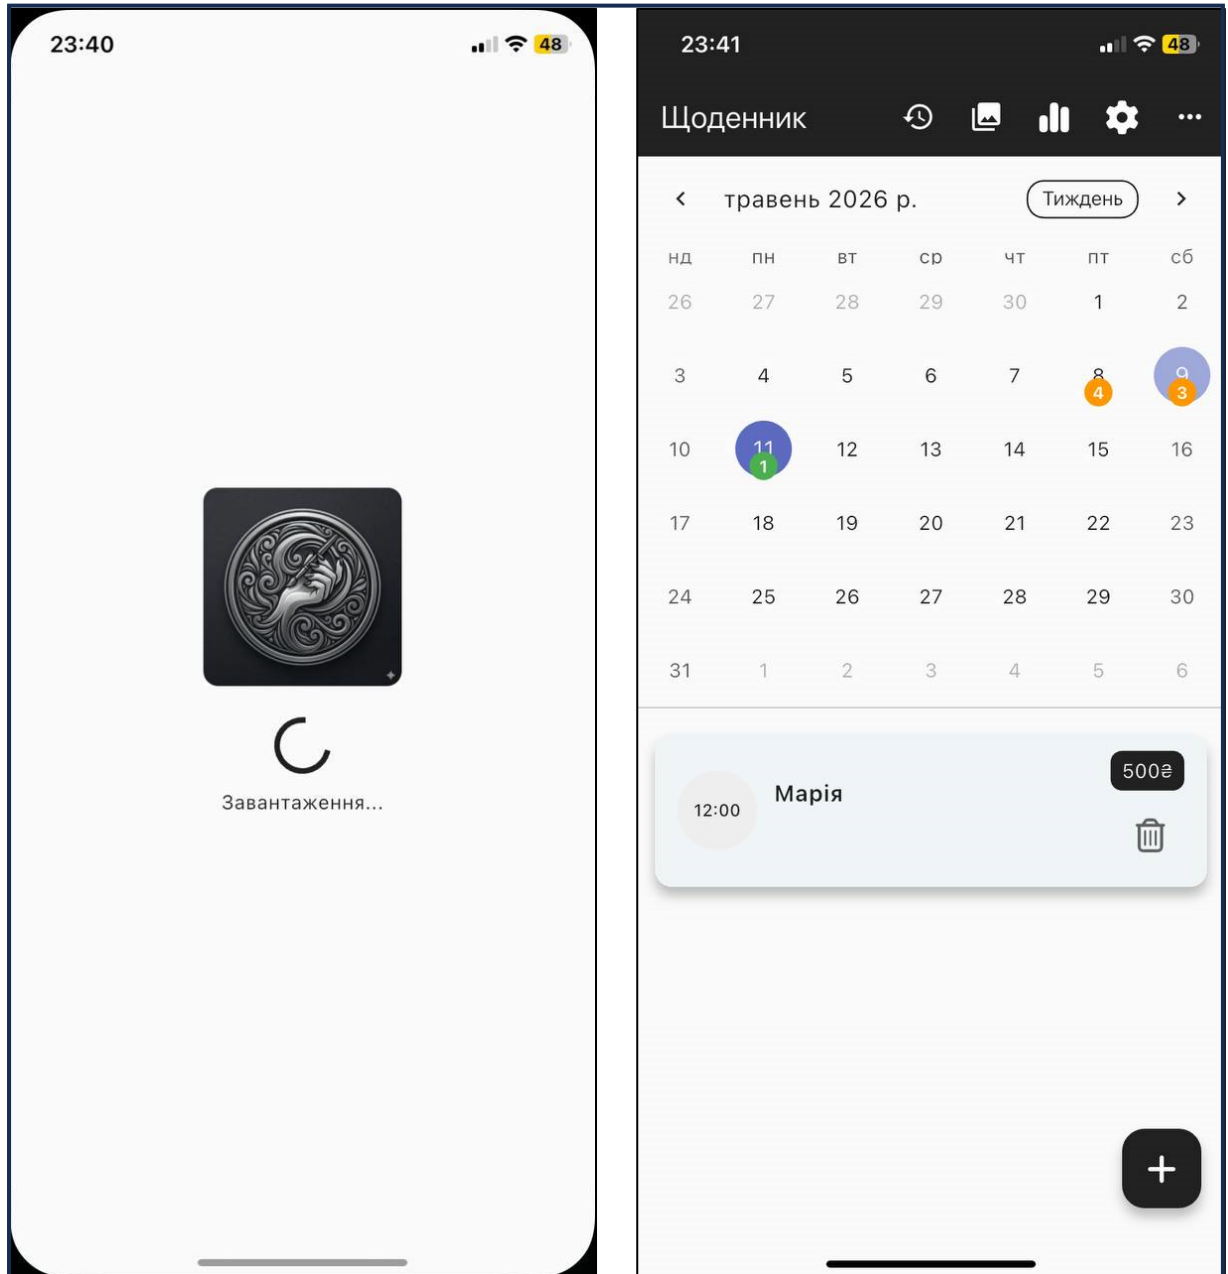 23:40
48
Завантаження...
23:41
48
Щоденник
травень 2026 р.
Тиждень
нд пн вт ср чт пт сб
26 27 28 29 30 1 2
3 4 5 6 7 8 9
4 3
10 11 12 13 14 15 16
1
17 18 19 20 21 22 23
24 25 26 27 28 29 30
31 1 2 3 4 5 6
500₴
12:00 Марія